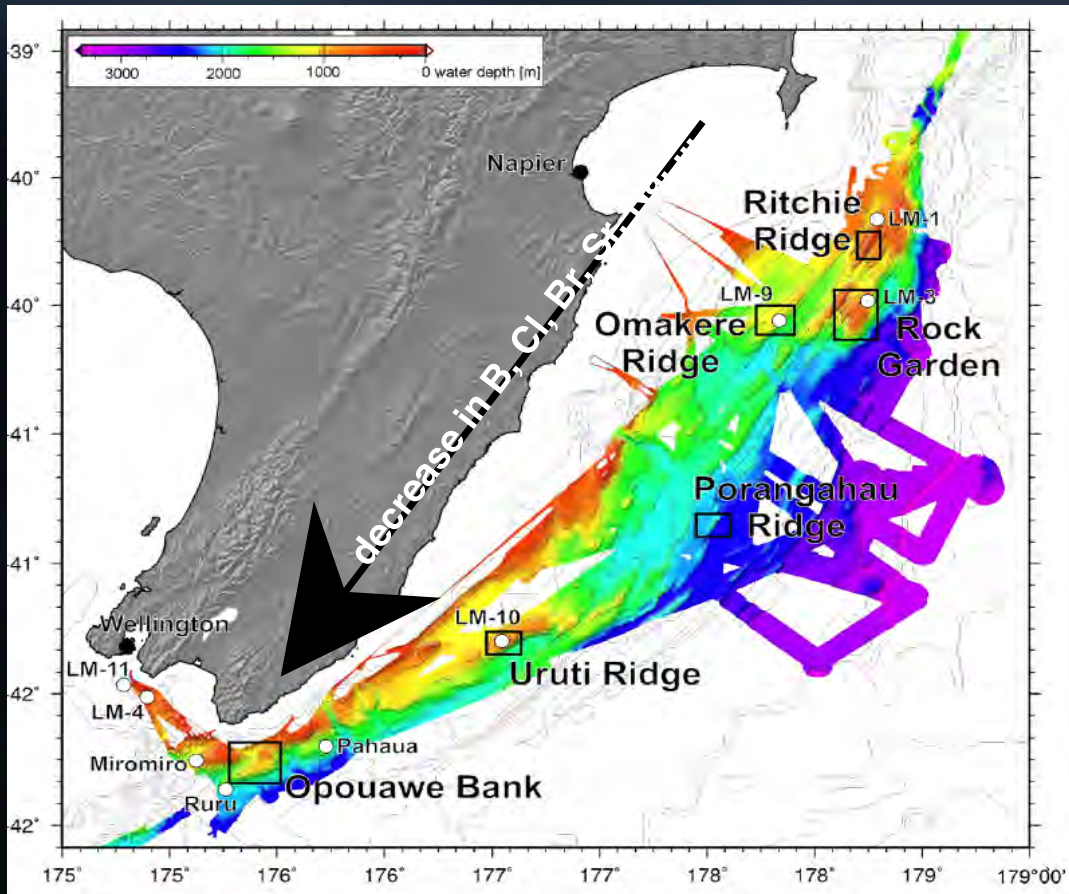 3000 2000 1000 0 water depth [m]
-39°
-40°
-40°
-41°
-41°
-42°
-42°
Napier
Ritchie
Ridge
LM-1
LM-9
LM-3
Omakere
Ridge
Rock
Garden
decrease in B, Cl, Br, Sr....
Porangahau
Ridge
Wellington
LM-10
Uruti Ridge
LM-11
LM-4
Miromiro
Pahaua
Ruru
Opouawe Bank
175° 175° 176° 176° 177° 177° 178° 178° 179° 179°00'